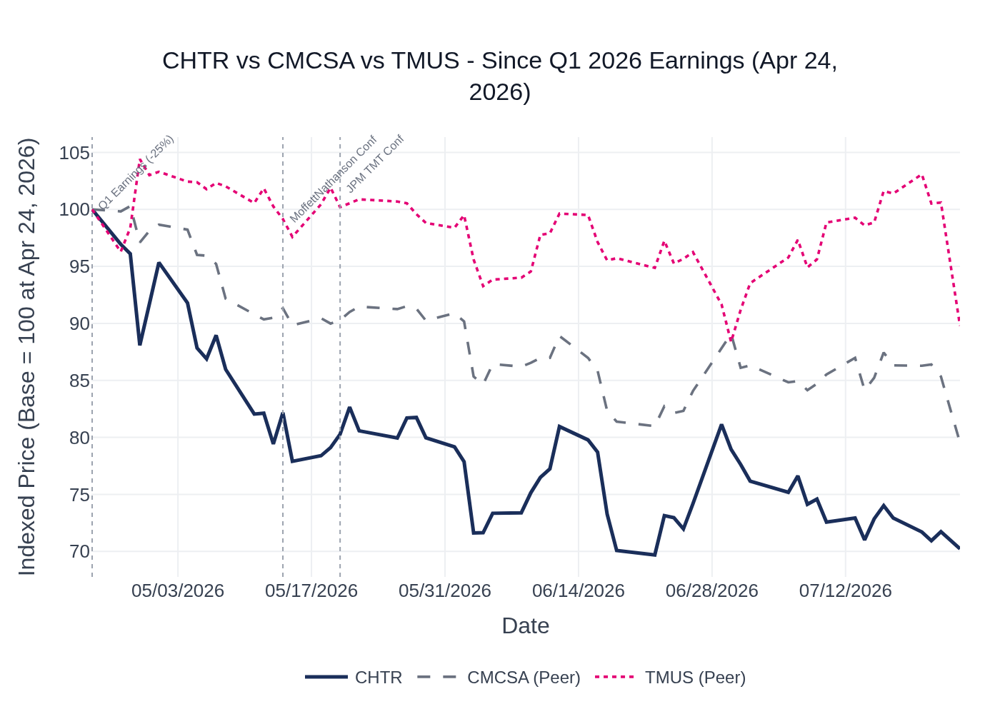 CHTR vs CMCSA vs TMUS - Since Q1 2026 Earnings (Apr 24,
2026)
Indexed Price (Base = 100 at Apr 24, 2026)
105
100
95
90
85
80
75
70
Q1 Earnings (-25%)
MoffettNathanson Conf
JPM TMT Conf
05/03/2026
05/17/2026
05/31/2026
06/14/2026
06/28/2026
07/12/2026
Date
CHTR
CMCSA (Peer)
TMUS (Peer)